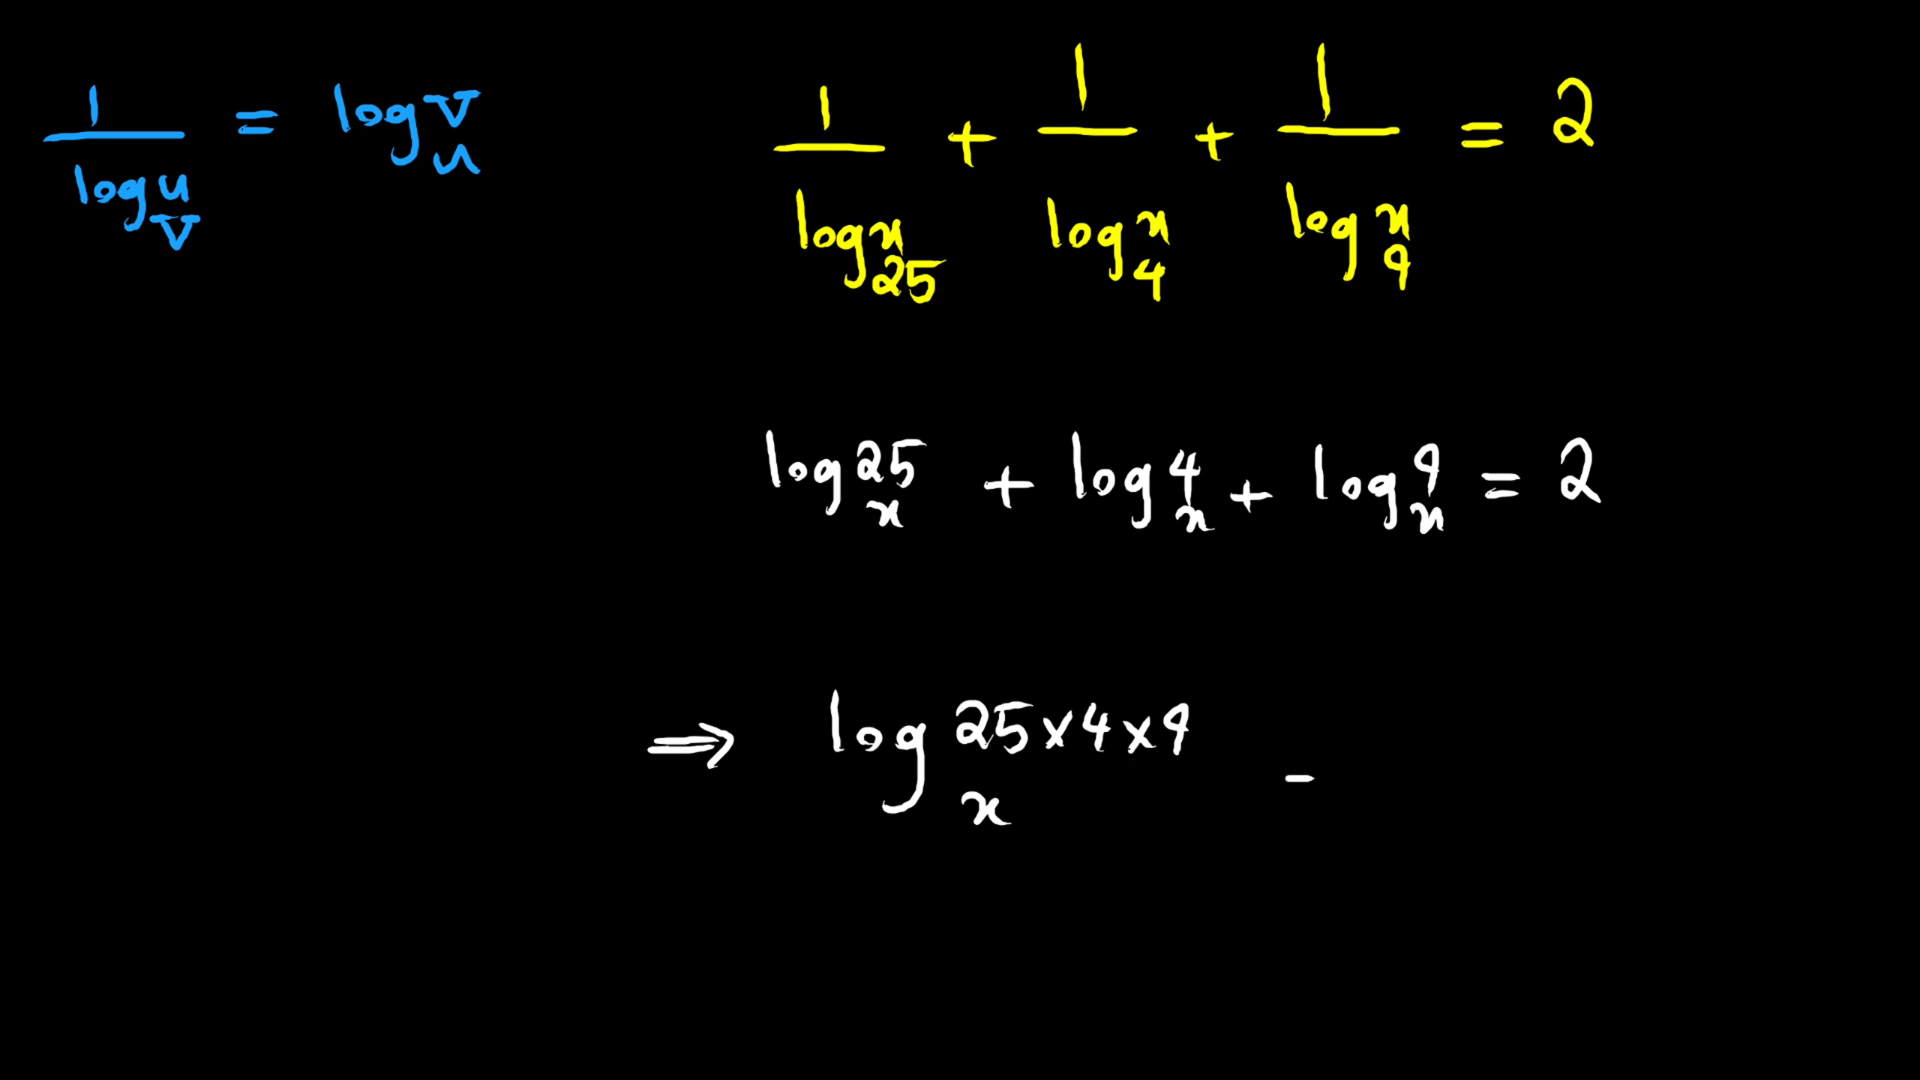 1/log_v u = log_u v
1/log_25 x + 1/log_4 x + 1/log_9 x = 2
log_x 25 + log_x 4 + log_x 9 = 2
⇒ log_x 25×4×9 −